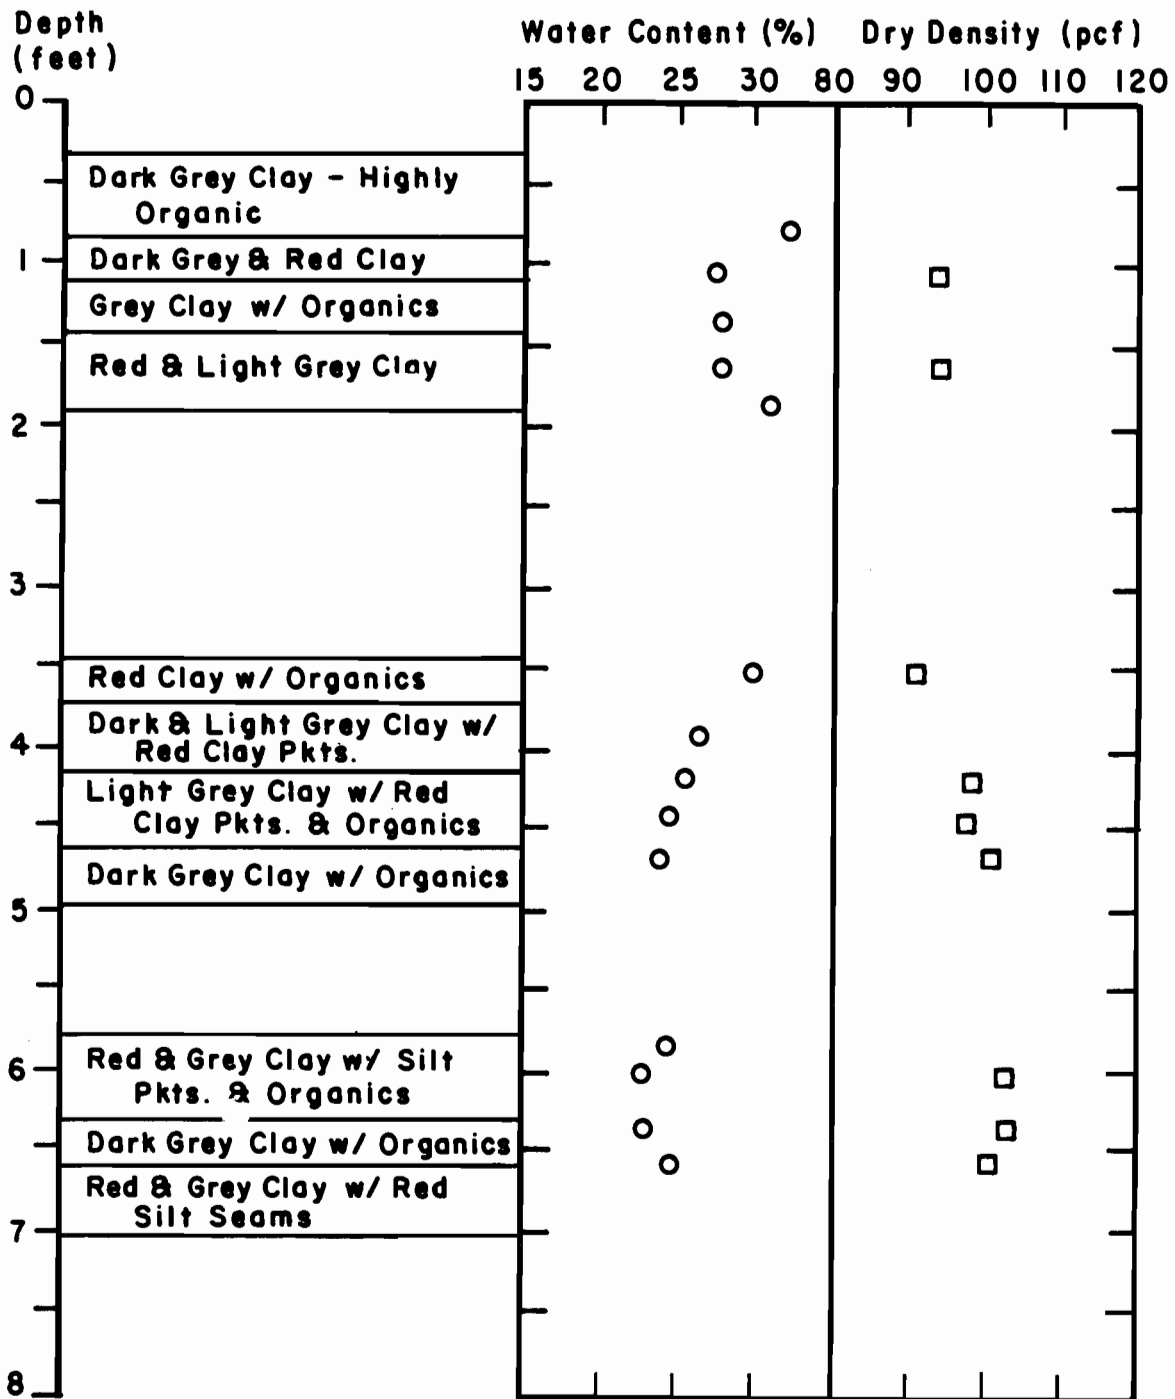 Depth
(feet)
Water Content (%) Dry Density (pcf)
15 20 25 30 80 90 100 110 120
0
Dark Grey Clay - Highly
Organic
1
Dark Grey & Red Clay
Grey Clay w/ Organics
Red & Light Grey Clay
2
3
Red Clay w/ Organics
Dark & Light Grey Clay w/
4
Red Clay Pkts.
Light Grey Clay w/ Red
Clay Pkts. & Organics
Dark Grey Clay w/ Organics
5
Red & Grey Clay w/ Silt
6
Pkts. & Organics
Dark Grey Clay w/ Organics
Red & Grey Clay w/ Red
Silt Seams
7
8